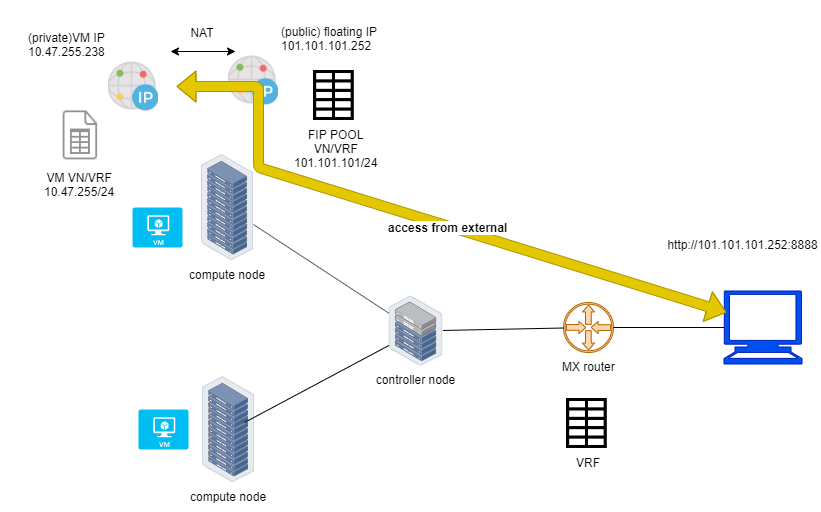 (private)VM IP
10.47.255.238
NAT
(public) floating IP
101.101.101.252
IP
IP
FIP POOL
VN/VRF
101.101.101/24
VM VN/VRF
10.47.255/24
VM
compute node
access from external
http://101.101.101.252:8888
controller node
MX router
VM
compute node
VRF